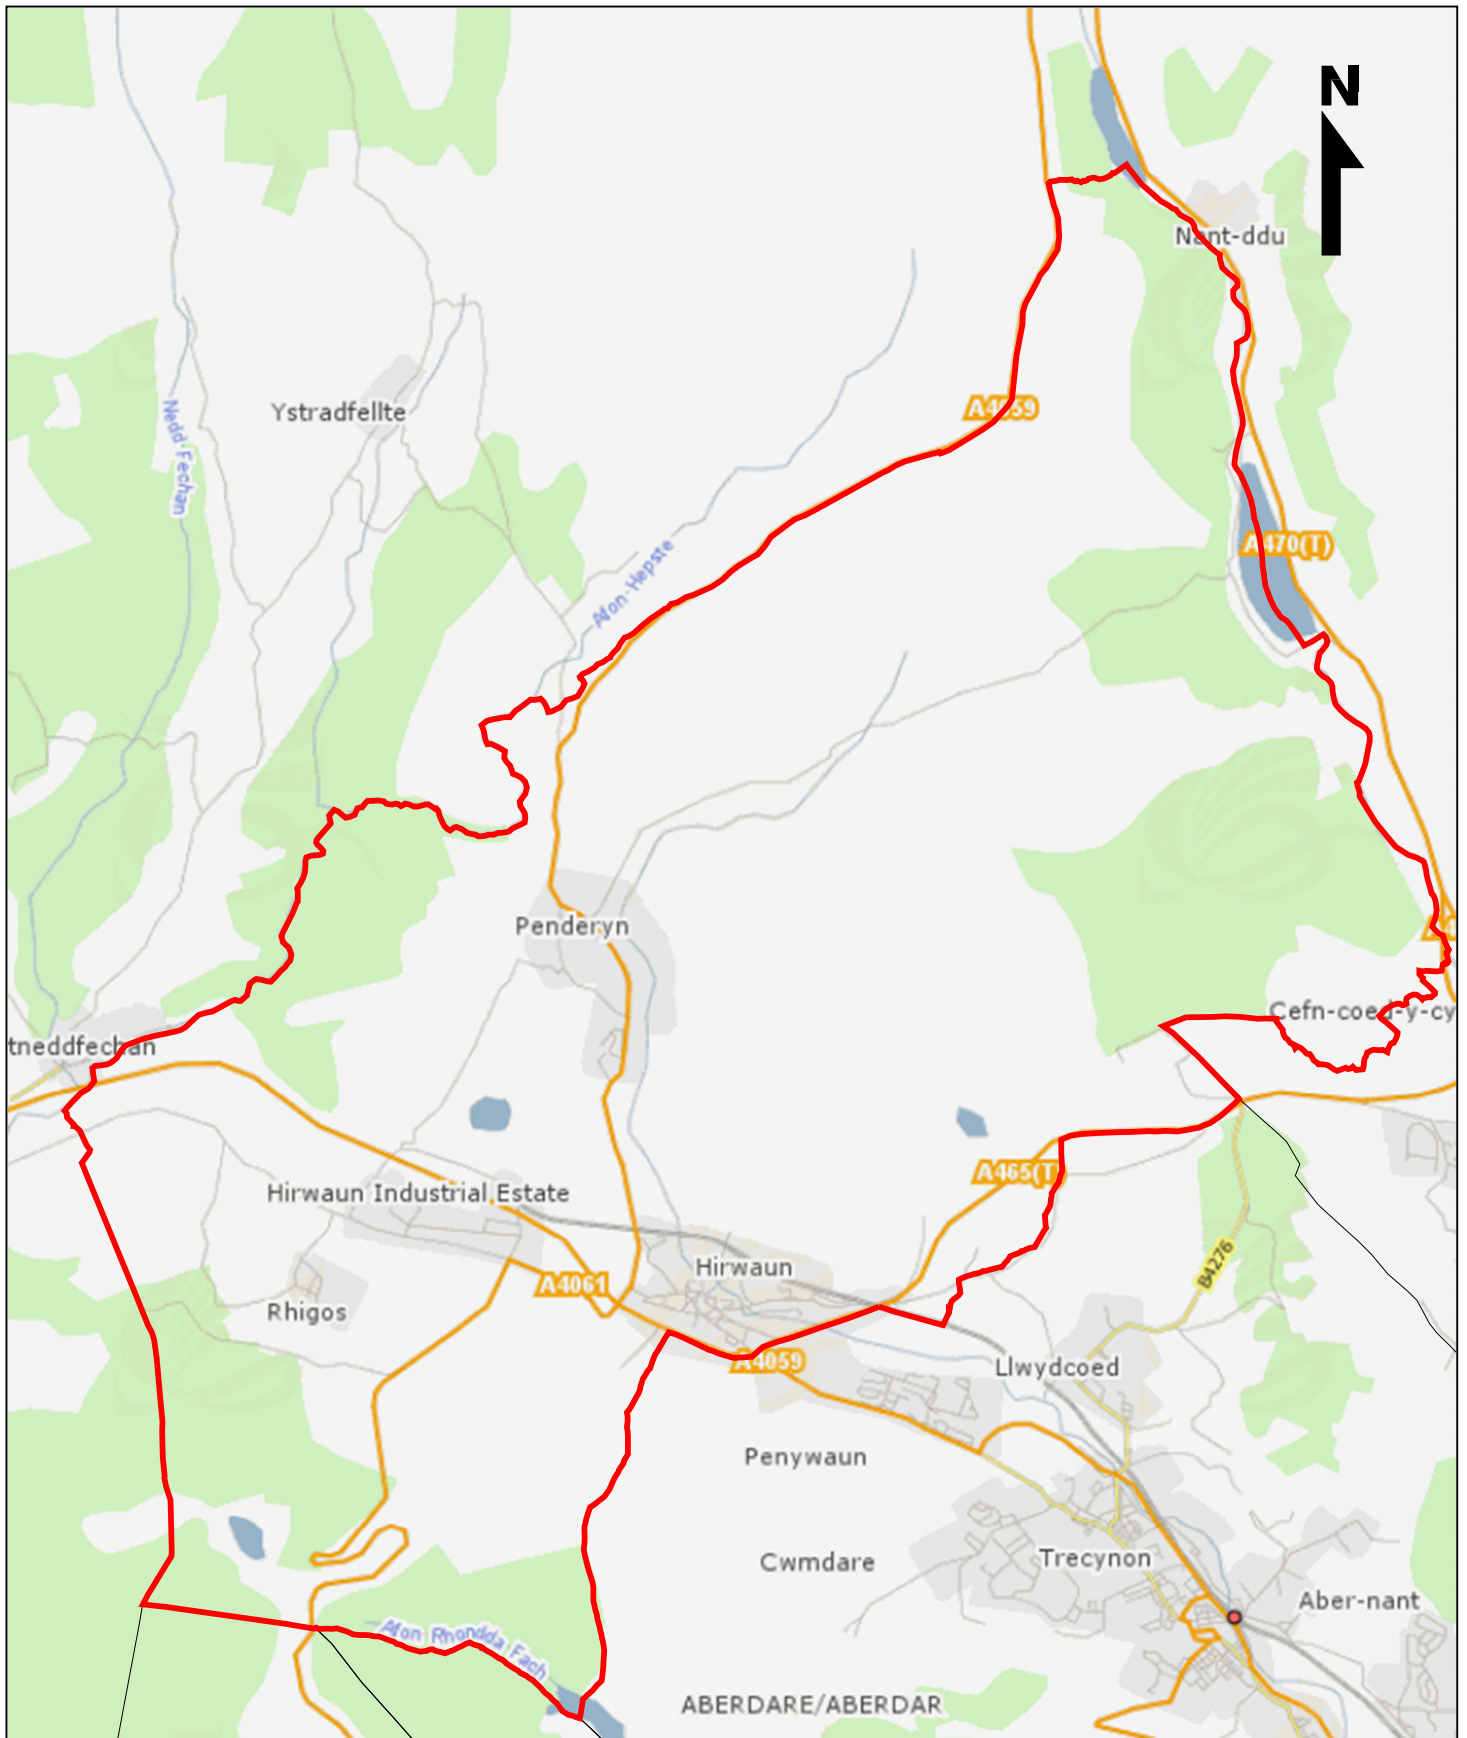 N
Nant-ddu
Ystradfellte
A4059
Nedd Fechan
A470(T)
Afon Hepste
Penderyn
Cefn-coed-y-cy
tneddfechan
A465(T)
Hirwaun Industrial Estate
B4276
Hirwaun
A4061
Rhigos
A4059
Llwydcoed
Penywaun
Trecynon
Cwmdare
Aber-nant
Afon Rhondda Fach
ABERDARE/ABERDAR